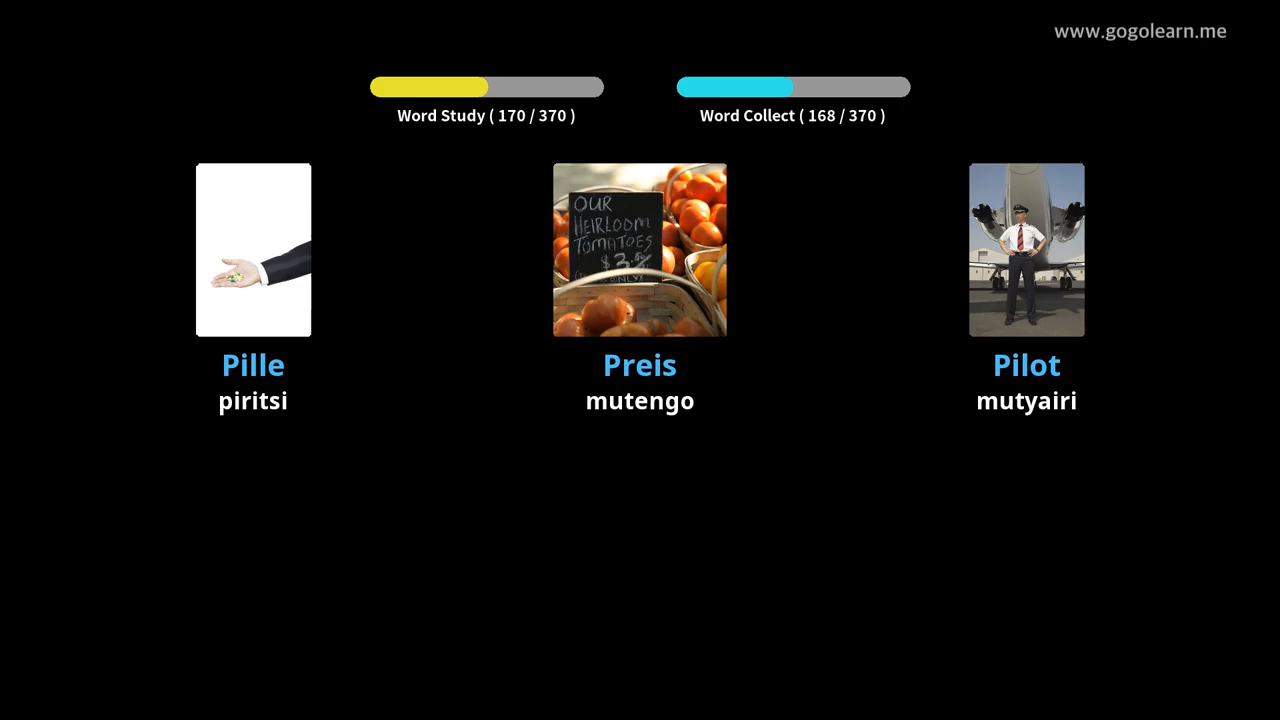 www.gogolearn.me
Word Study ( 170 / 370 )
Word Collect ( 168 / 370 )
OUR
HEIRLOOM
TOMATOES
Pille
Preis
Pilot
piritsi
mutengo
mutyairi